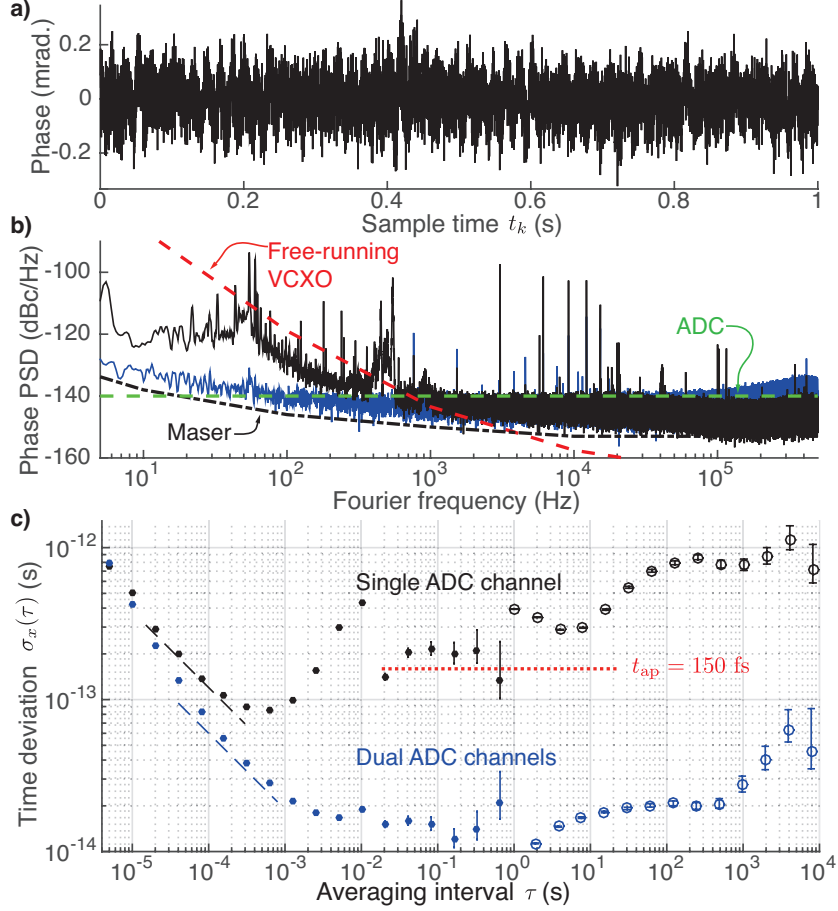 a)
Phase (mrad.)
0.2
0
-0.2
0 0.2 0.4 0.6 0.8 1
Sample time t_k (s)
b)
Phase PSD (dBc/Hz)
-100
-120
-140
-160
Free-running
VCXO
ADC
Maser
10^1 10^2 10^3 10^4 10^5
Fourier frequency (Hz)
c)
Time deviation σ_x(τ) (s)
10^-12
10^-13
10^-14
Single ADC channel
t_ap = 150 fs
Dual ADC channels
10^-5 10^-4 10^-3 10^-2 10^-1 10^0 10^1 10^2 10^3 10^4
Averaging interval τ (s)